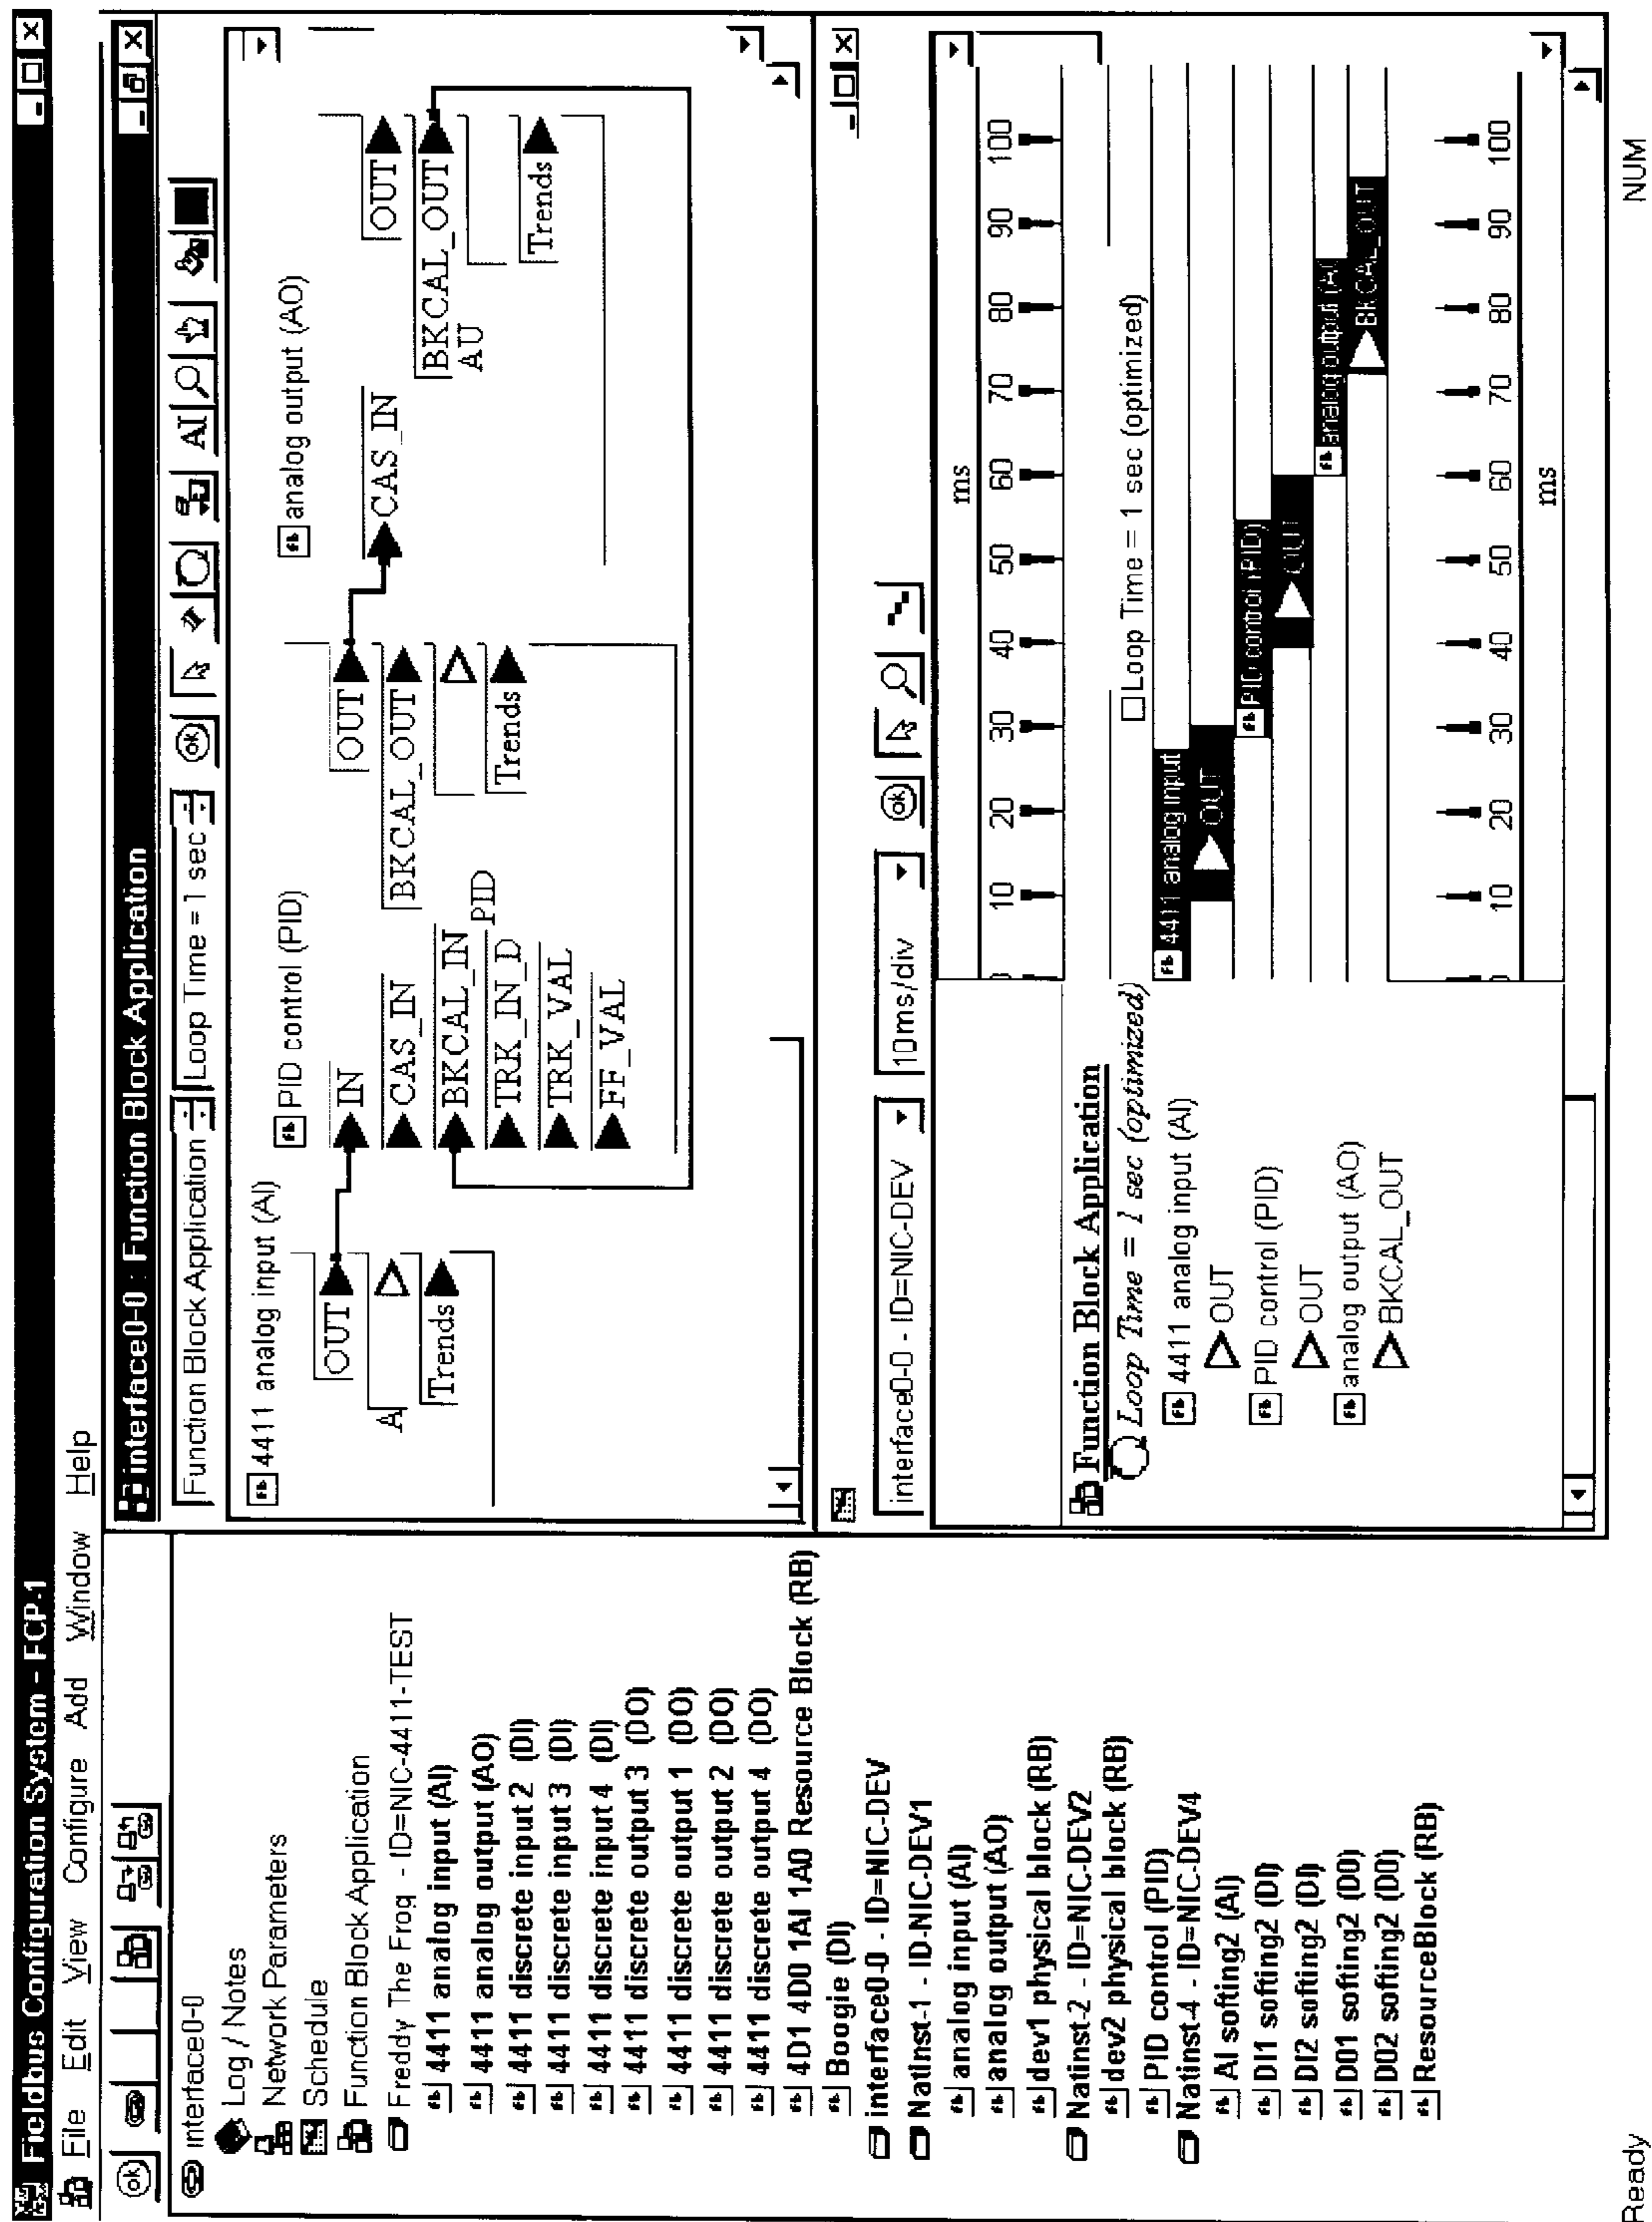 Fieldbus Configuration System - FCP-1
File Edit View Configure Add Window Help
ok
interface0-0
Log / Notes
Network Parameters
Schedule
Function Block Application
Freddy The Frog - ID=NIC-4411-TEST
4411 analog input (AI)
4411 analog output (AO)
4411 discrete input 2 (DI)
4411 discrete input 3 (DI)
4411 discrete input 4 (DI)
4411 discrete output 3 (DO)
4411 discrete output 1 (DO)
4411 discrete output 2 (DO)
4411 discrete output 4 (DO)
4D1 4D0 1AI 1A0 Resource Block (RB)
Boogie (DI)
interface0-0 - ID=NIC-DEV
NatInst-1 - ID-NIC-DEV1
analog input (AI)
analog output (AO)
dev1 physical block (RB)
Natinst-2 - ID=NIC-DEV2
dev2 physical block (RB)
PID control (PID)
Natinst-4 - ID=NIC-DEV4
AI softing2 (AI)
DI1 softing2 (DI)
DI2 softing2 (DI)
D01 softing2 (D0)
D02 softing2 (D0)
ResourceBlock (RB)
interface0-0 : Function Block Application
Function Block Application
Loop Time = 1 sec
ok
AI
4411 analog input (AI)
OUT
A
Trends
PID control (PID)
IN
CAS_IN
BKCAL_IN
PID
TRK_IN_D
TRK_VAL
FF_VAL
OUT
BKCAL_OUT
Trends
analog output (AO)
CAS_IN
OUT
BKCAL_OUT
AU
Trends
interface0-0 - ID=NIC-DEV
10ms/div
ok
ms
0 10 20 30 40 50 60 70 80 90 100
Function Block Application
Loop Time = 1 sec (optimized)
4411 analog input (AI)
OUT
PID control (PID)
OUT
analog output (AO)
BKCAL_OUT
Loop Time = 1 sec (optimized)
4411 analog input
OUT
PID control (PID)
OUT
analog output (A
BKCAL_OUT
0 10 20 30 40 50 60 70 80 90 100
ms
Ready
NUM